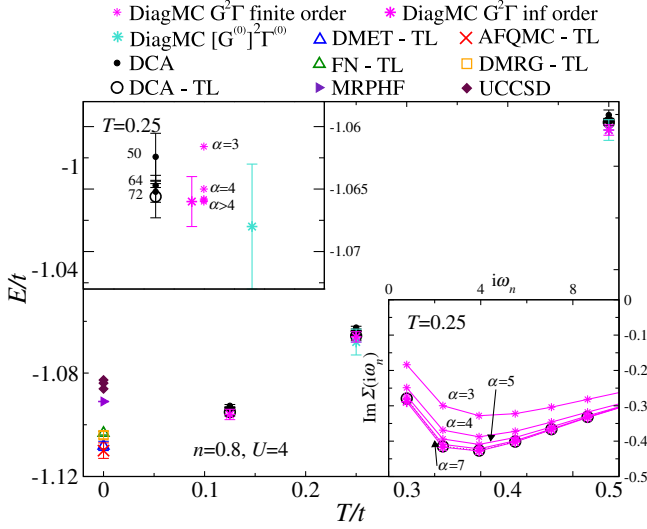 DiagMC G²Γ finite order DiagMC G²Γ inf order
DiagMC [G⁽⁰⁾]²Γ⁽⁰⁾ DMET - TL AFQMC - TL
DCA FN - TL DMRG - TL
DCA - TL MRPHF UCCSD
T=0.25
α=3
50
64
72
α=4
α>4
-1.06
-1.065
-1.07
-1
-1.04
-1.08
-1.12
E/t
0 5 10
iωₙ
T=0.25
α=3
α=5
α=4
α=7
0
-0.1
-0.2
-0.3
-0.4
-0.5
Im Σ(iωₙ)
n=0.8, U=4
0 0.1 0.2 0.3 0.4 0.5
T/t